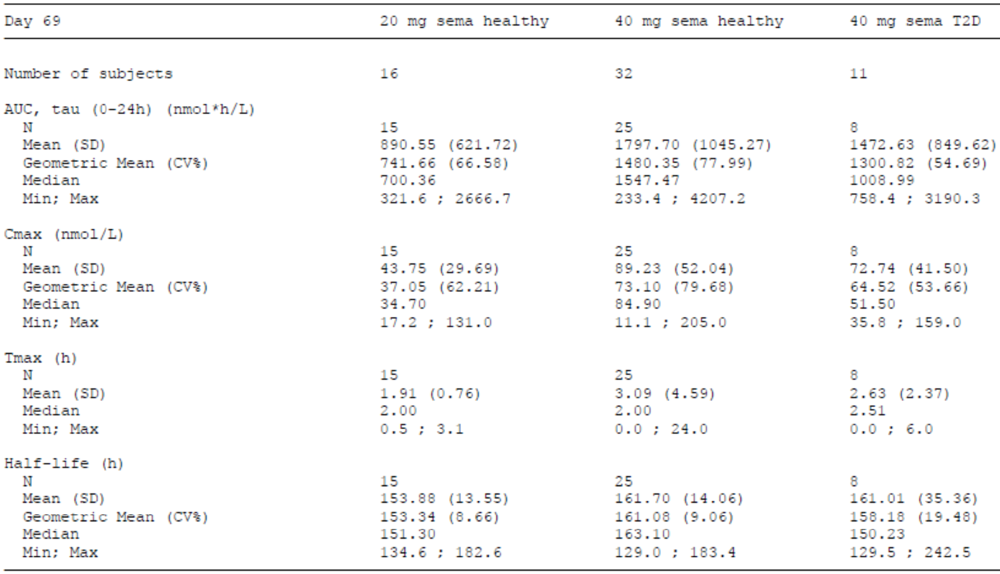 Day 69 20 mg sema healthy 40 mg sema healthy 40 mg sema T2D
Number of subjects 16 32 11
AUC, tau (0-24h) (nmol*h/L)
N 15 25 8
Mean (SD) 890.55 (621.72) 1797.70 (1045.27) 1472.63 (849.62)
Geometric Mean (CV%) 741.66 (66.58) 1480.35 (77.99) 1300.82 (54.69)
Median 700.36 1547.47 1008.99
Min; Max 321.6 ; 2666.7 233.4 ; 4207.2 758.4 ; 3190.3
Cmax (nmol/L)
N 15 25 8
Mean (SD) 43.75 (29.69) 89.23 (52.04) 72.74 (41.50)
Geometric Mean (CV%) 37.05 (62.21) 73.10 (79.68) 64.52 (53.66)
Median 34.70 84.90 51.50
Min; Max 17.2 ; 131.0 11.1 ; 205.0 35.8 ; 159.0
Tmax (h)
N 15 25 8
Mean (SD) 1.91 (0.76) 3.09 (4.59) 2.63 (2.37)
Median 2.00 2.00 2.51
Min; Max 0.5 ; 3.1 0.0 ; 24.0 0.0 ; 6.0
Half-life (h)
N 15 25 8
Mean (SD) 153.88 (13.55) 161.70 (14.06) 161.01 (35.36)
Geometric Mean (CV%) 153.34 (8.66) 161.08 (9.06) 158.18 (19.48)
Median 151.30 163.10 150.23
Min; Max 134.6 ; 182.6 129.0 ; 183.4 129.5 ; 242.5